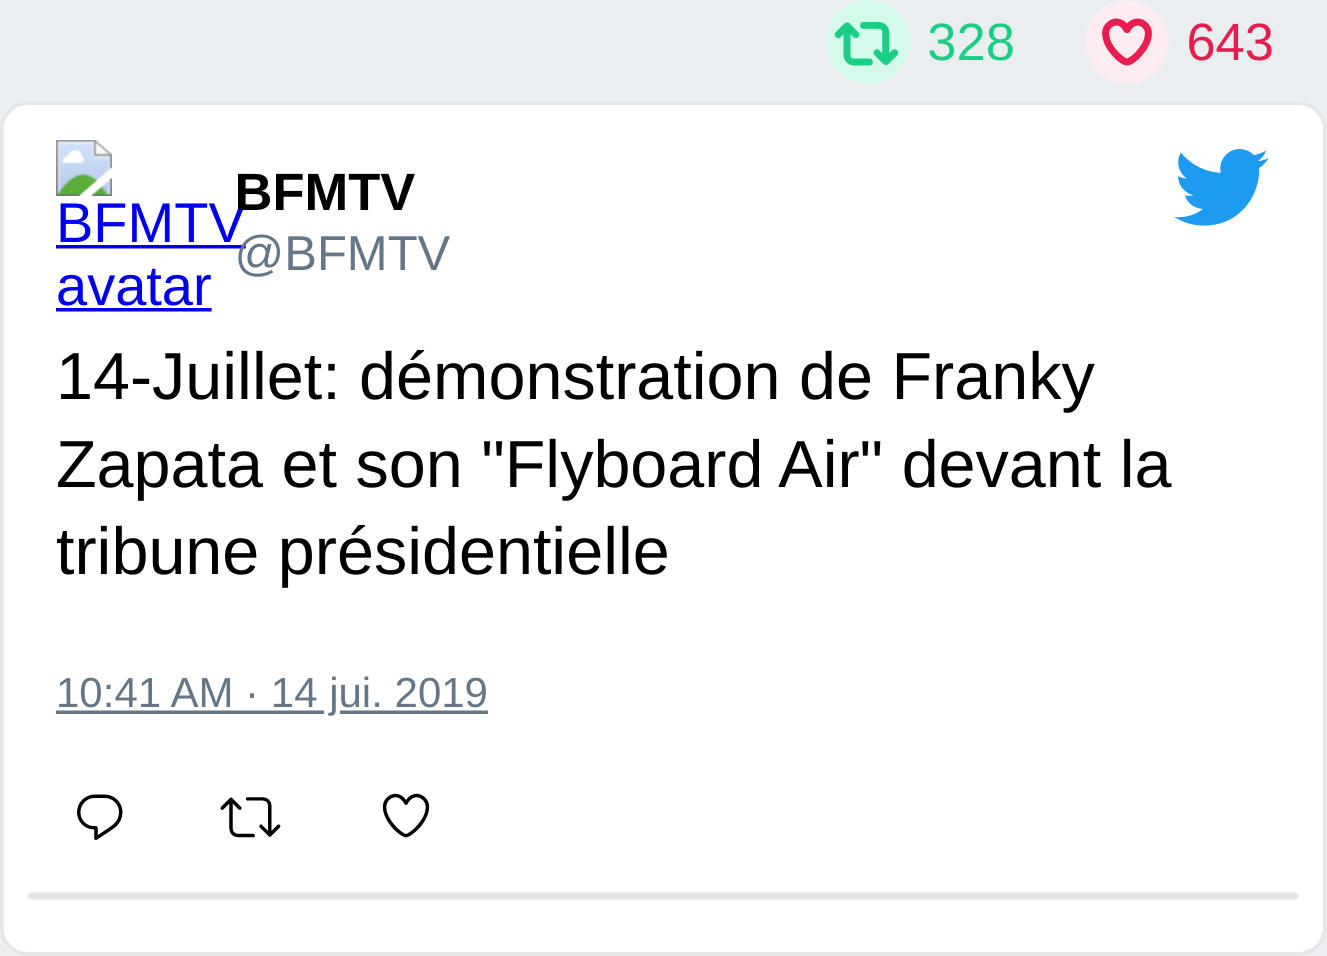 328 643
BFMTV avatar
BFMTV
@BFMTV
14-Juillet: démonstration de Franky
Zapata et son "Flyboard Air" devant la
tribune présidentielle
10:41 AM · 14 jui. 2019